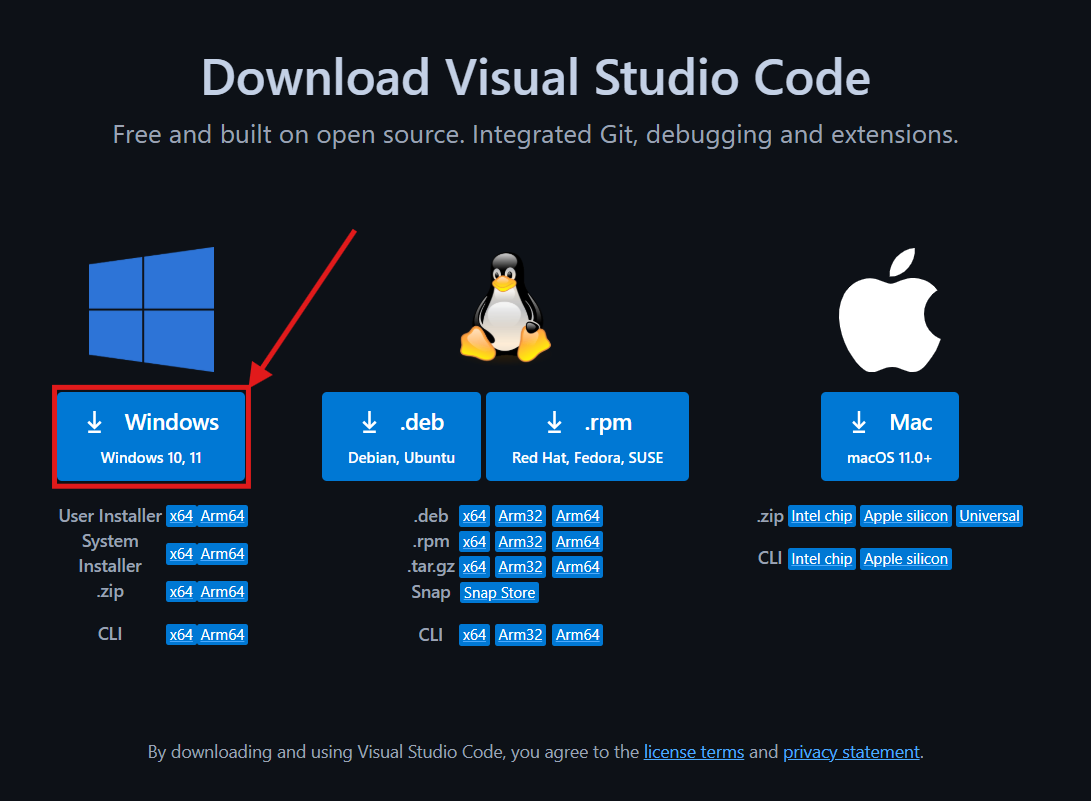 Download Visual Studio Code
Free and built on open source. Integrated Git, debugging and extensions.
Windows
Windows 10, 11
User Installer x64 Arm64
System
Installer x64 Arm64
.zip x64 Arm64
CLI x64 Arm64
.deb
Debian, Ubuntu
.rpm
Red Hat, Fedora, SUSE
.deb x64 Arm32 Arm64
.rpm x64 Arm32 Arm64
.tar.gz x64 Arm32 Arm64
Snap Snap Store
CLI x64 Arm32 Arm64
Mac
macOS 11.0+
.zip Intel chip Apple silicon Universal
CLI Intel chip Apple silicon
By downloading and using Visual Studio Code, you agree to the license terms and privacy statement.